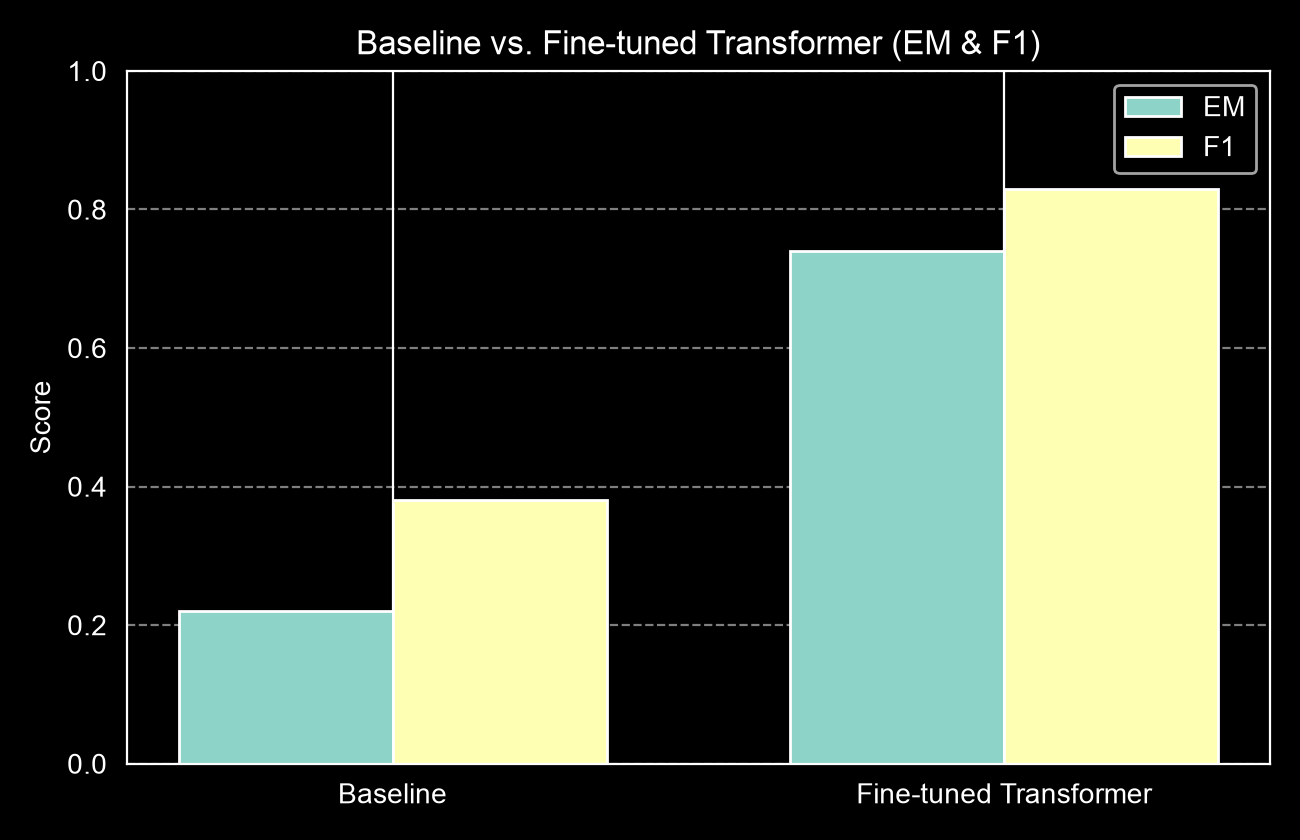 Baseline vs. Fine-tuned Transformer (EM & F1)
EM
F1
1.0
0.8
0.6
0.4
0.2
0.0
Score
Baseline
Fine-tuned Transformer